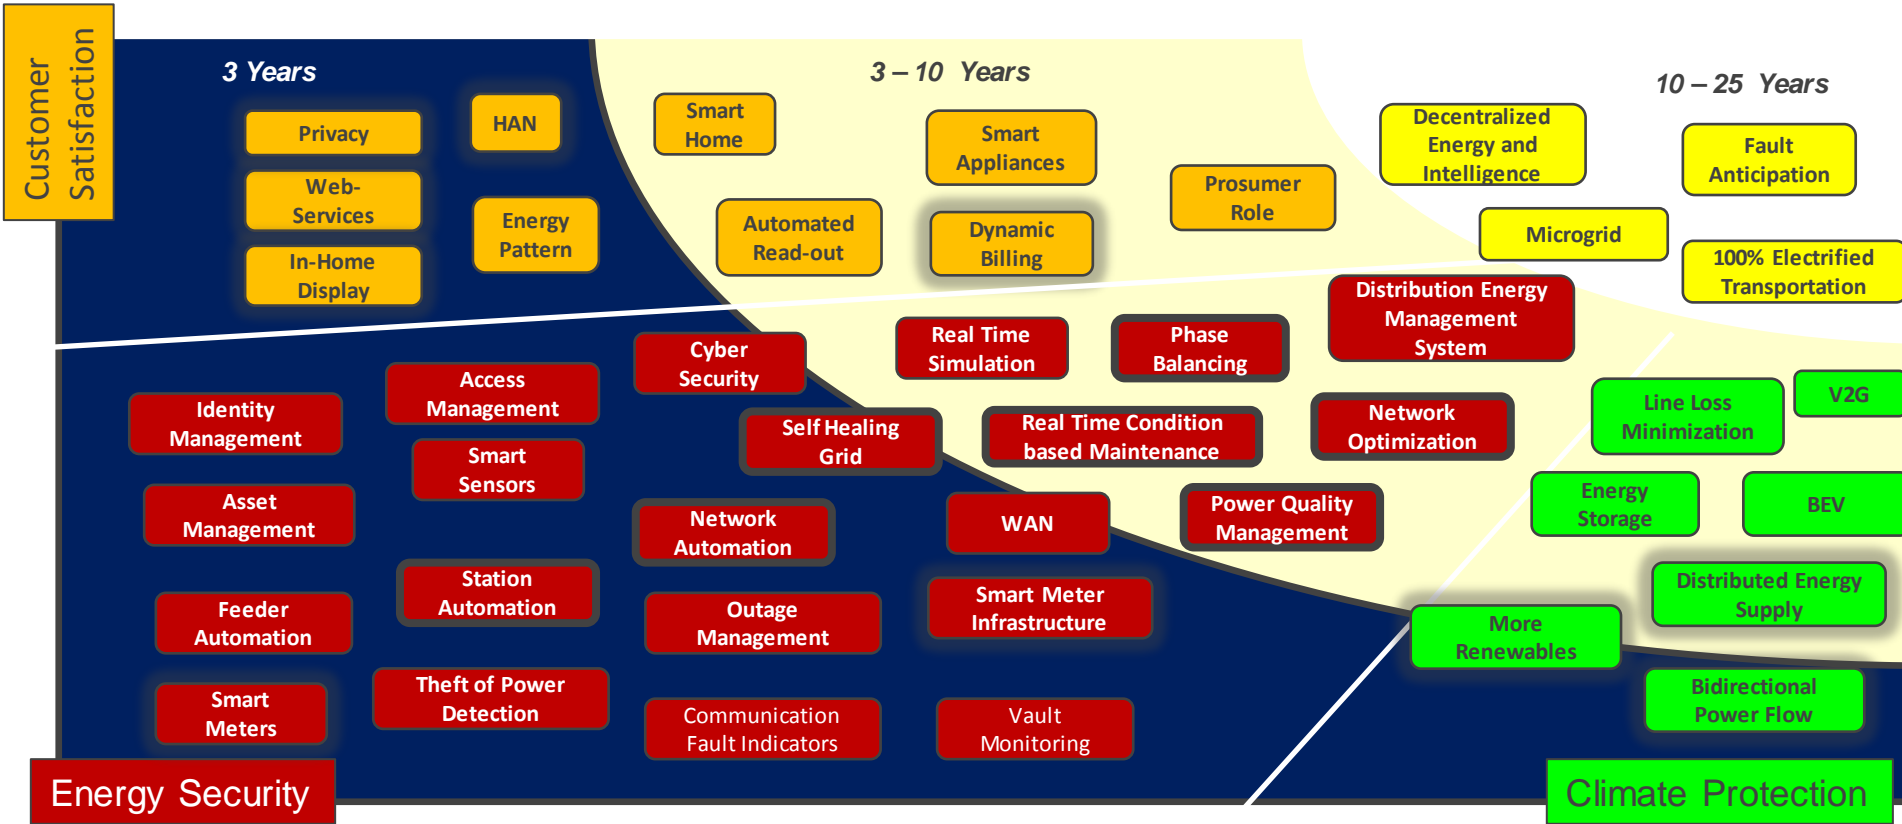 Customer
Satisfaction
3 Years
3 – 10 Years
10 – 25 Years
Privacy
HAN
Web-
Services
Energy
Pattern
In-Home
Display
Smart
Home
Smart
Appliances
Automated
Read-out
Dynamic
Billing
Prosumer
Role
Decentralized
Energy and
Intelligence
Fault
Anticipation
Microgrid
100% Electrified
Transportation
Identity
Management
Access
Management
Cyber
Security
Real Time
Simulation
Phase
Balancing
Distribution Energy
Management
System
Smart
Sensors
Self Healing
Grid
Real Time Condition
based Maintenance
Network
Optimization
Asset
Management
Network
Automation
WAN
Power Quality
Management
Feeder
Automation
Station
Automation
Outage
Management
Smart Meter
Infrastructure
Smart
Meters
Theft of Power
Detection
Communication
Fault Indicators
Vault
Monitoring
Line Loss
Minimization
V2G
Energy
Storage
BEV
Distributed Energy
Supply
More
Renewables
Bidirectional
Power Flow
Energy Security
Climate Protection